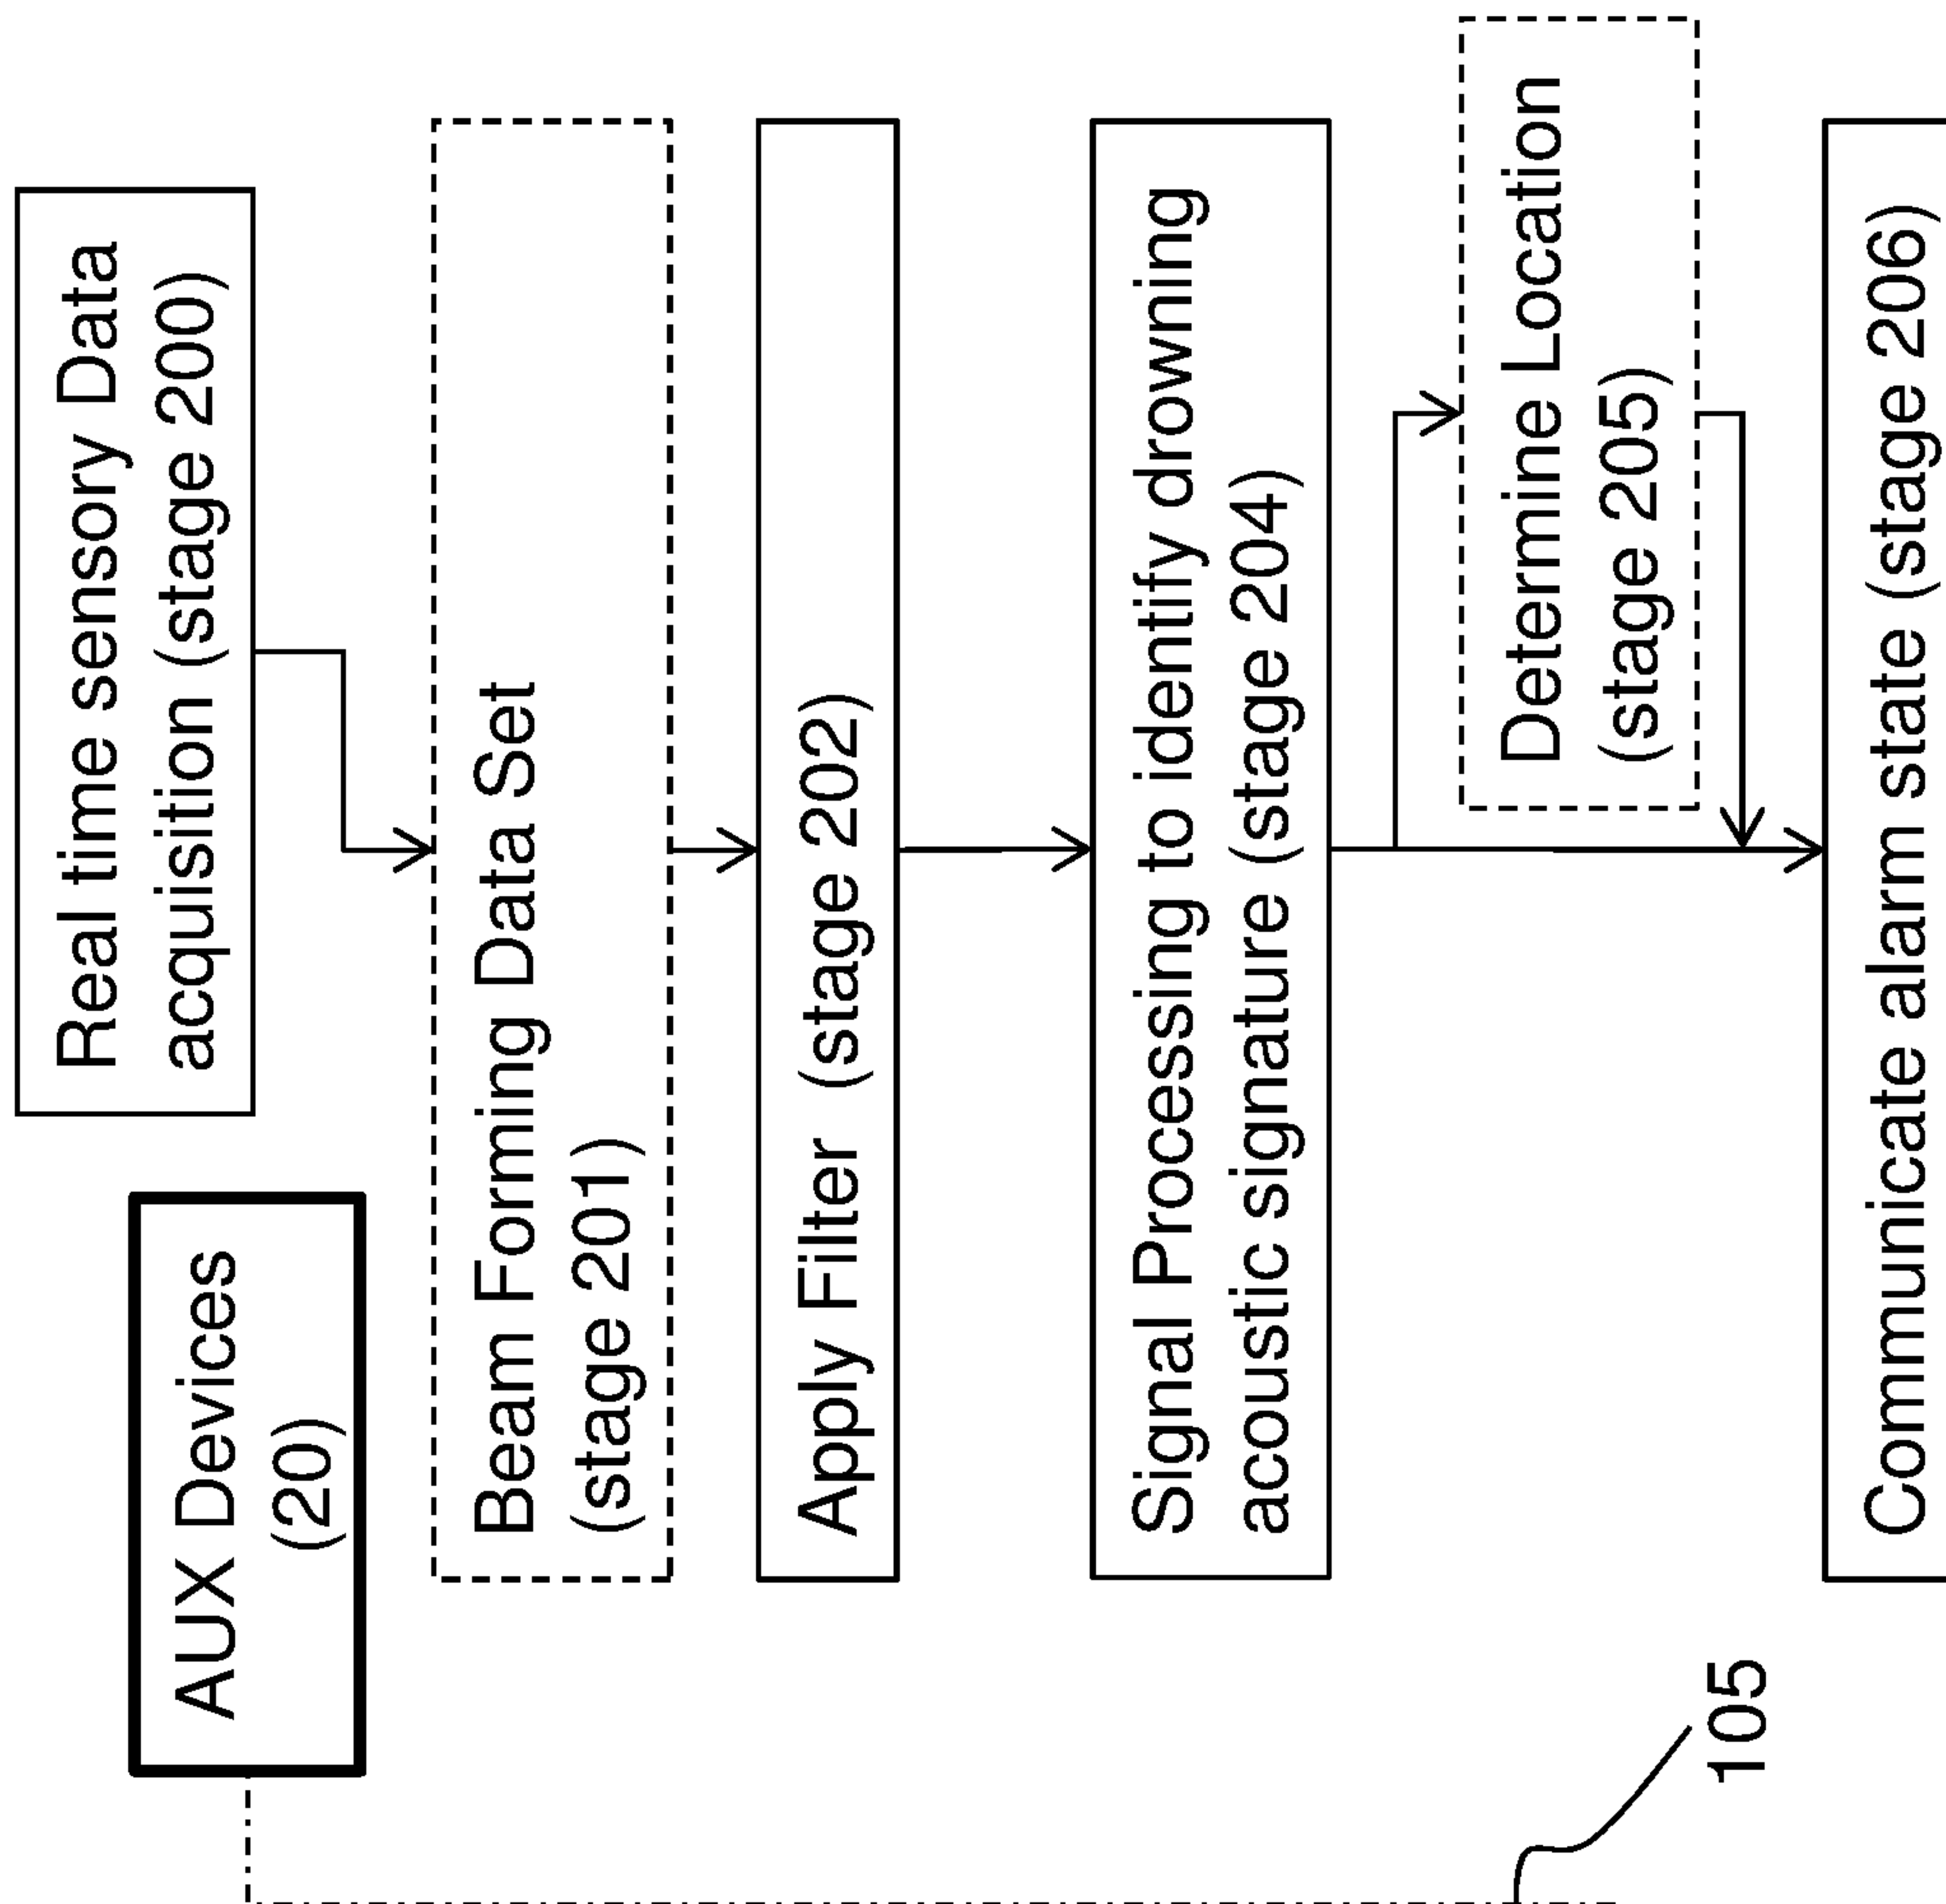 Real time sensory Data
acquisition (stage 200)
AUX Devices
(20)
Beam Forming Data Set
(stage 201)
Apply Filter (stage 202)
Signal Processing to identify drowning
acoustic signature (stage 204)
Determine Location
(stage 205)
Communicate alarm state (stage 206)
105